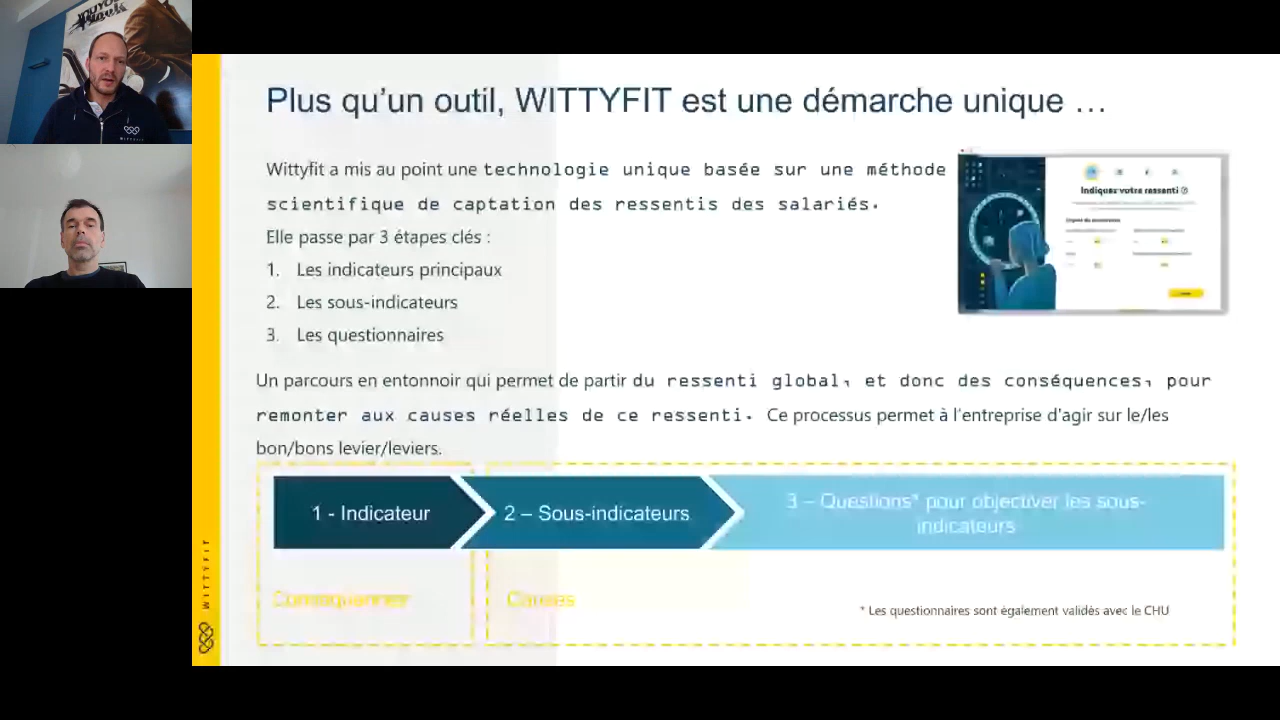 Plus qu'un outil, WITTYFIT est une démarche unique …
Wittyfit a mis au point une technologie unique basée sur une méthode
scientifique de captation des ressentis des salariés.
Elle passe par 3 étapes clés :
1. Les indicateurs principaux
2. Les sous-indicateurs
3. Les questionnaires
Indiquez votre ressenti
Un parcours en entonnoir qui permet de partir du ressenti global, et donc des conséquences, pour
remonter aux causes réelles de ce ressenti. Ce processus permet à l'entreprise d'agir sur le/les
bon/bons levier/leviers.
1 - Indicateur
2 – Sous-indicateurs
3 – Questions* pour objectiver les sous-
indicateurs
Conséquences
Causes
* Les questionnaires sont également validés avec le CHU
WITTYFIT